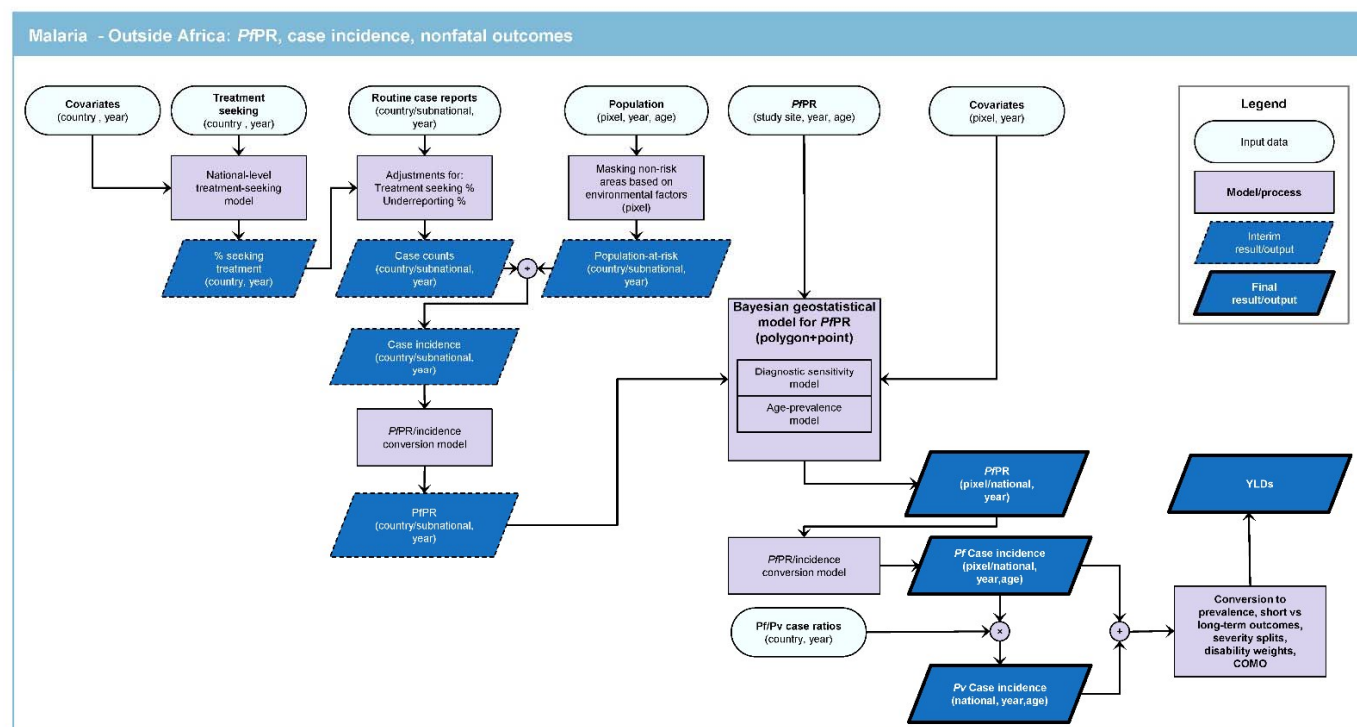 Malaria - Outside Africa: PfPR, case incidence, nonfatal outcomes
Covariates
(country , year)
Treatment
seeking
(country , year)
Routine case reports
(country/subnational,
year)
Population
(pixel, year, age)
PfPR
(study site, year, age)
Covariates
(pixel, year)
Legend
Input data
Model/process
Interim
result/output
Final
result/output
National-level
treatment-seeking
model
Adjustments for:
Treatment seeking %
Underreporting %
Masking non-risk
areas based on
environmental factors
(pixel)
% seeking
treatment
(country, year)
Case counts
(country/subnational,
year)
÷
Population-at-risk
(country/subnational,
year)
Case incidence
(country/subnational,
year)
PfPR/incidence
conversion model
PfPR
(country/subnational,
year)
Bayesian geostatistical
model for PfPR
(polygon+point)
Diagnostic sensitivity
model
Age-prevalence
model
PfPR
(pixel/national,
year)
YLDs
PfPR/incidence
conversion model
Pf Case incidence
(pixel/national,
year,age)
Pf/Pv case ratios
(country, year)
×
+
Conversion to
prevalence, short vs
long-term outcomes,
severity splits,
disability weights,
COMO
Pv Case incidence
(national, year,age)